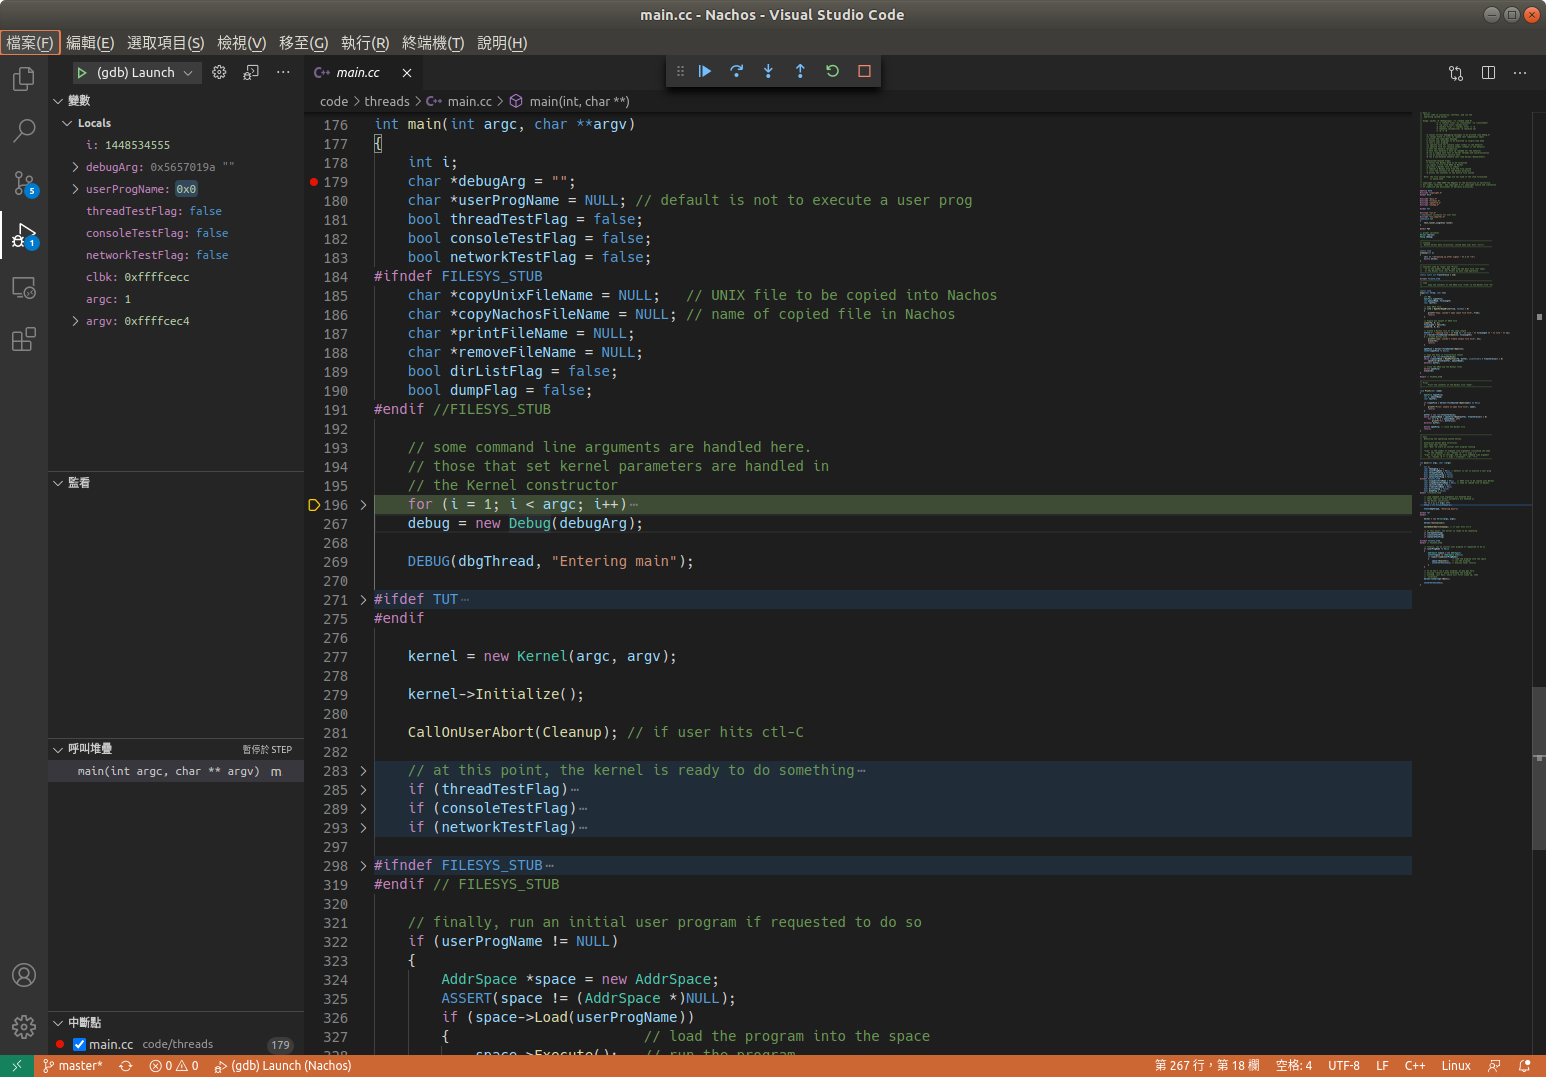 main.cc - Nachos - Visual Studio Code
檔案(F) 編輯(E) 選取項目(S) 檢視(V) 移至(G) 執行(R) 終端機(T) 說明(H)
(gdb) Launch
變數
Locals
i: 1448534555
debugArg: 0x5657019a ""
userProgName: 0x0
threadTestFlag: false
consoleTestFlag: false
networkTestFlag: false
clbk: 0xffffcecc
argc: 1
argv: 0xffffcec4
監看
呼叫堆疊 暫停於 STEP
main(int argc, char ** argv) m
中斷點
main.cc code/threads 179
5
1
C++ main.cc ×
code > threads > C++ main.cc > main(int, char **)
176 int main(int argc, char **argv)
177 {
178 int i;
179 char *debugArg = "";
180 char *userProgName = NULL; // default is not to execute a user prog
181 bool threadTestFlag = false;
182 bool consoleTestFlag = false;
183 bool networkTestFlag = false;
184 #ifndef FILESYS_STUB
185 char *copyUnixFileName = NULL; // UNIX file to be copied into Nachos
186 char *copyNachosFileName = NULL; // name of copied file in Nachos
187 char *printFileName = NULL;
188 char *removeFileName = NULL;
189 bool dirListFlag = false;
190 bool dumpFlag = false;
191 #endif //FILESYS_STUB
192
193 // some command line arguments are handled here.
194 // those that set kernel parameters are handled in
195 // the Kernel constructor
196 for (i = 1; i < argc; i++)⋯
267 debug = new Debug(debugArg);
268
269 DEBUG(dbgThread, "Entering main");
270
271 #ifdef TUT⋯
275 #endif
276
277 kernel = new Kernel(argc, argv);
278
279 kernel->Initialize();
280
281 CallOnUserAbort(Cleanup); // if user hits ctl-C
282
283 // at this point, the kernel is ready to do something⋯
285 if (threadTestFlag)⋯
289 if (consoleTestFlag)⋯
293 if (networkTestFlag)⋯
297
298 #ifndef FILESYS_STUB⋯
319 #endif // FILESYS_STUB
320
321 // finally, run an initial user program if requested to do so
322 if (userProgName != NULL)
323 {
324 AddrSpace *space = new AddrSpace;
325 ASSERT(space != (AddrSpace *)NULL);
326 if (space->Load(userProgName))
327 { // load the program into the space
328 space->Execute(); // run the program
master* 0 0 (gdb) Launch (Nachos) 第 267 行，第 18 欄 空格: 4 UTF-8 LF C++ Linux